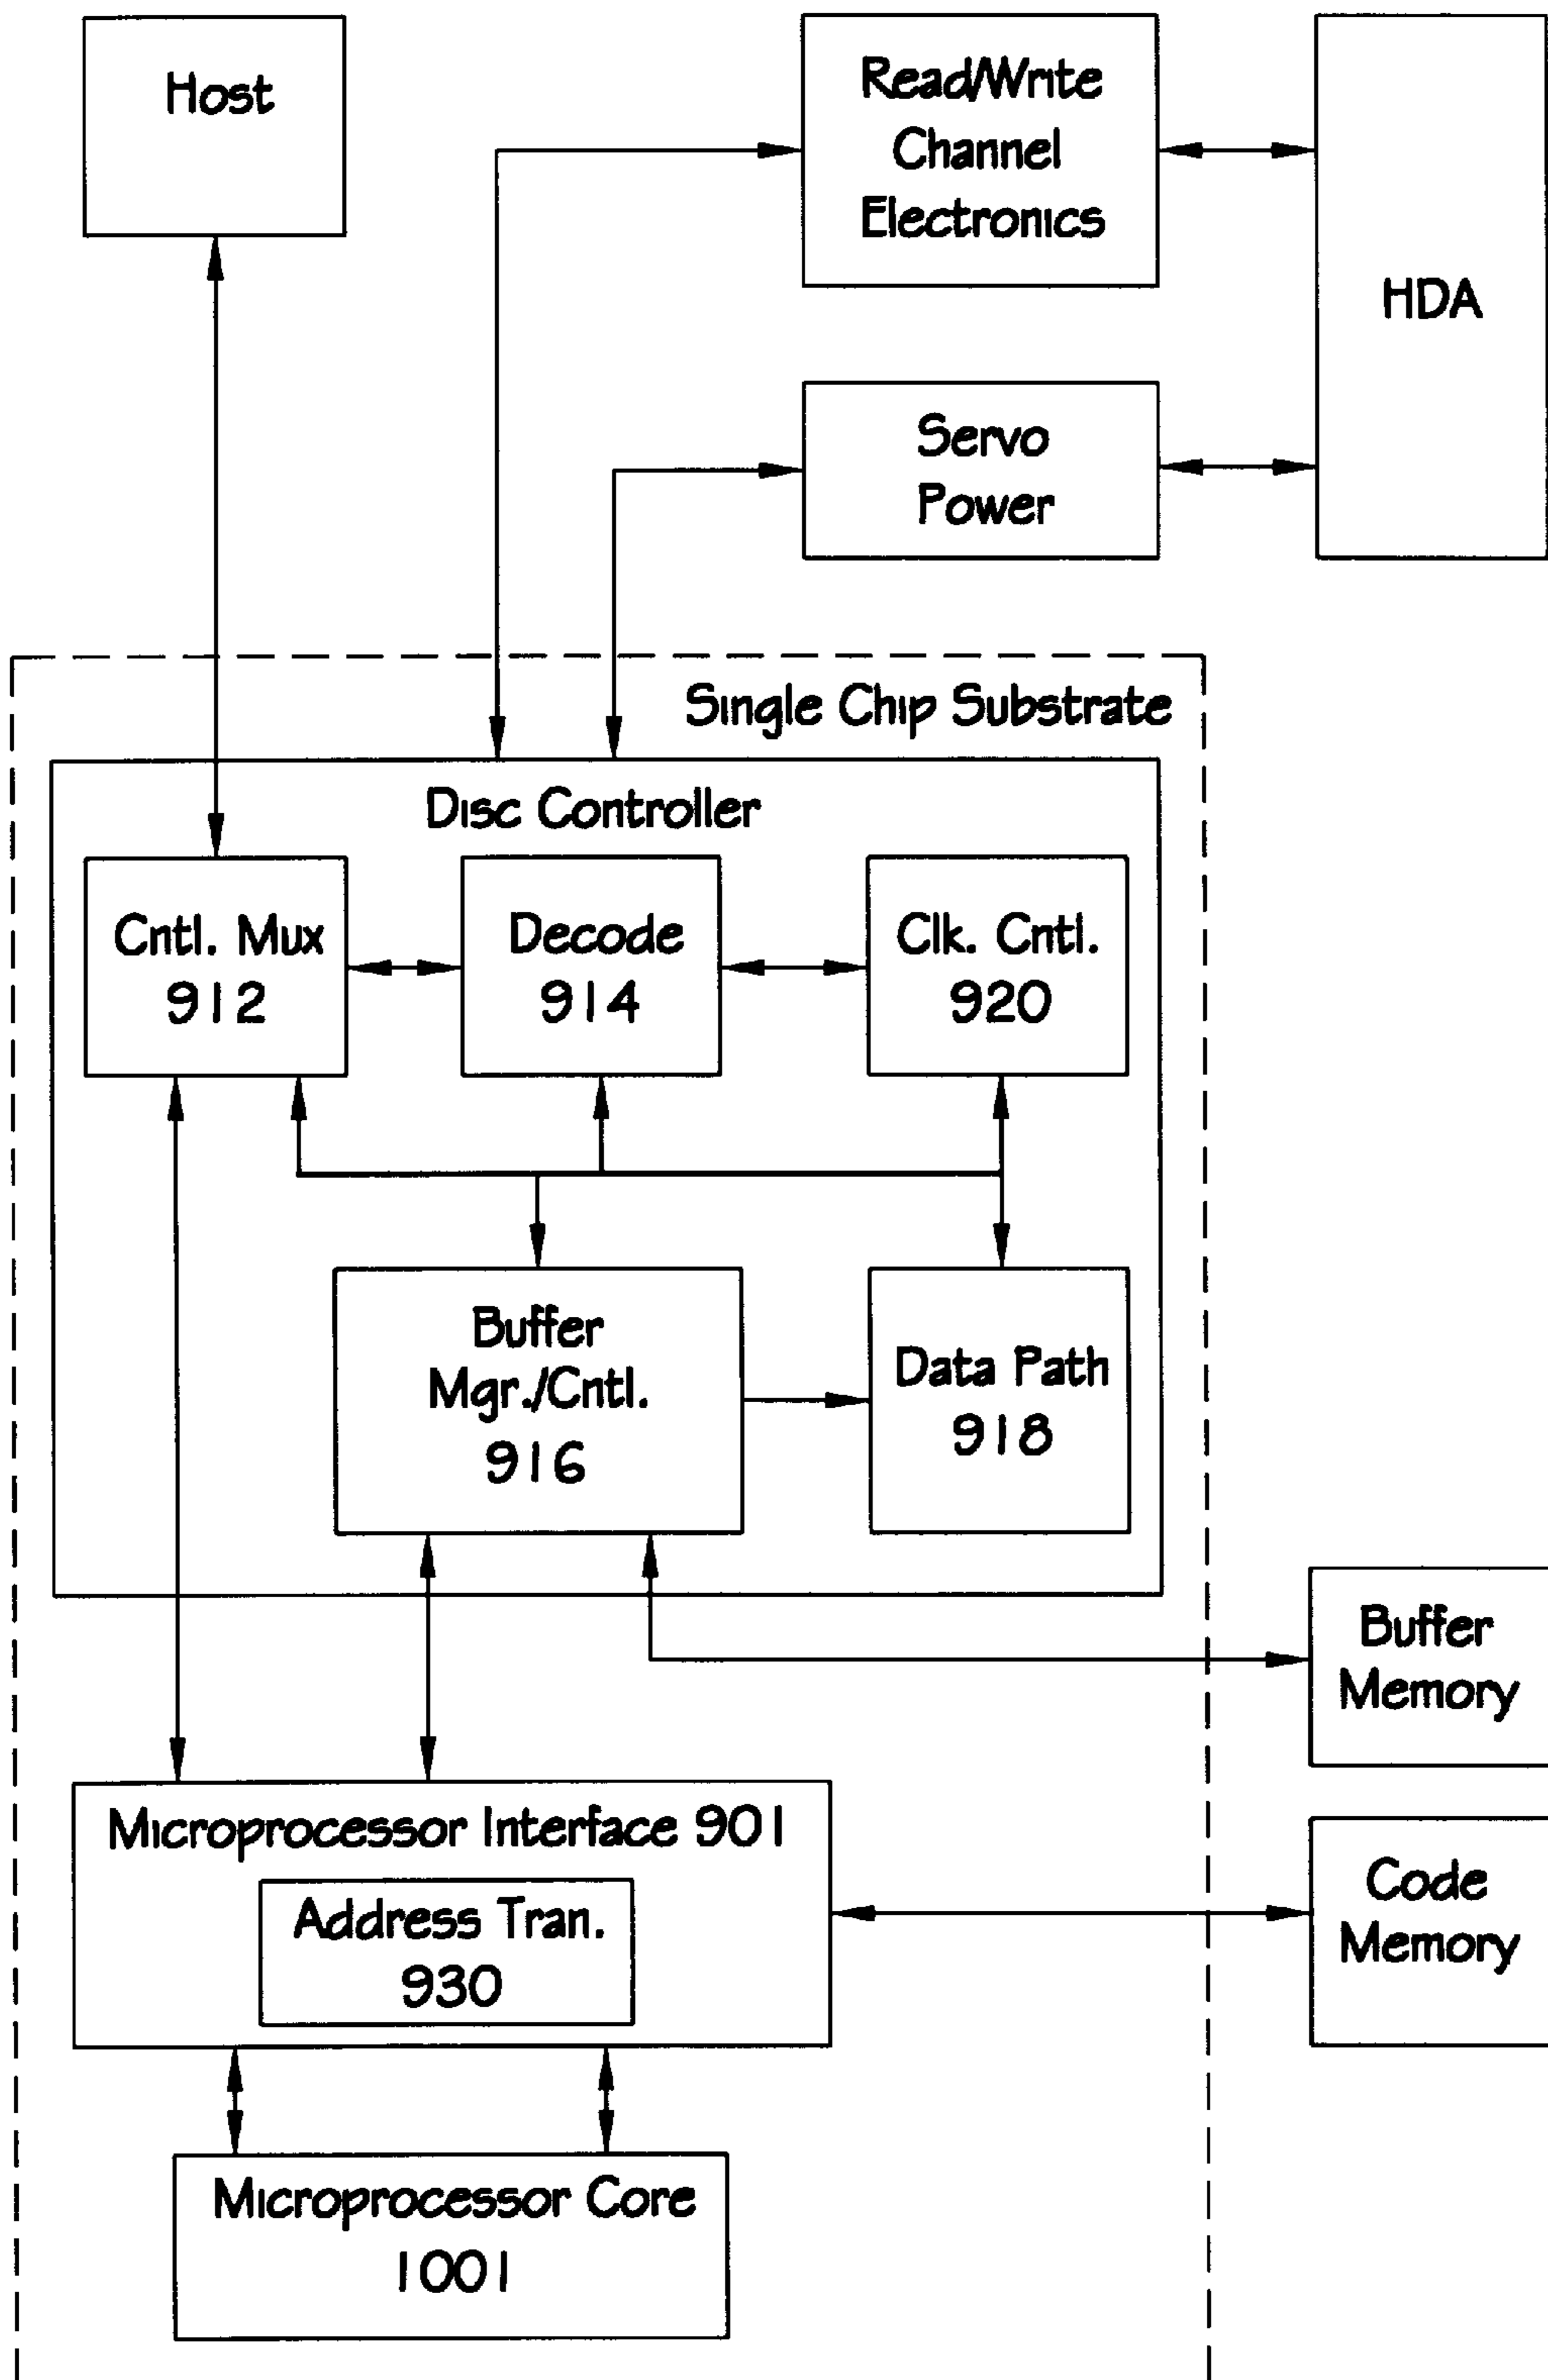 Host
Read/Write
Channel
Electronics
HDA
Servo
Power
Single Chip Substrate
Disc Controller
Cntl. Mux
912
Decode
914
Clk. Cntl.
920
Buffer
Mgr./Cntl.
916
Data Path
918
Buffer
Memory
Microprocessor Interface 901
Address Tran.
930
Code
Memory
Microprocessor Core
1001